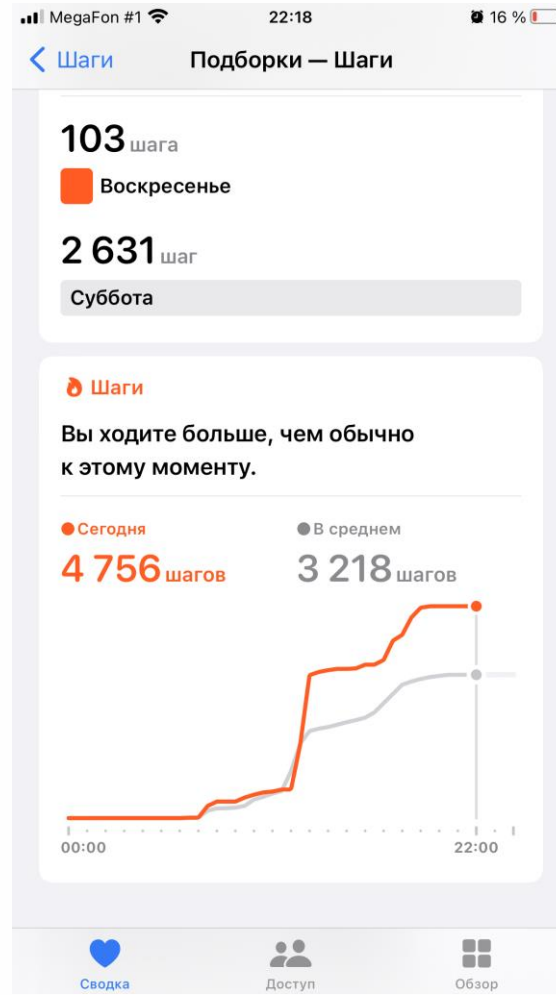 MegaFon #1 22:18 16 %
Шаги Подборки — Шаги
103 шага
Воскресенье
2 631 шаг
Суббота
Шаги
Вы ходите больше, чем обычно
к этому моменту.
Сегодня В среднем
4 756 шагов 3 218 шагов
00:00 22:00
Сводка Доступ Обзор